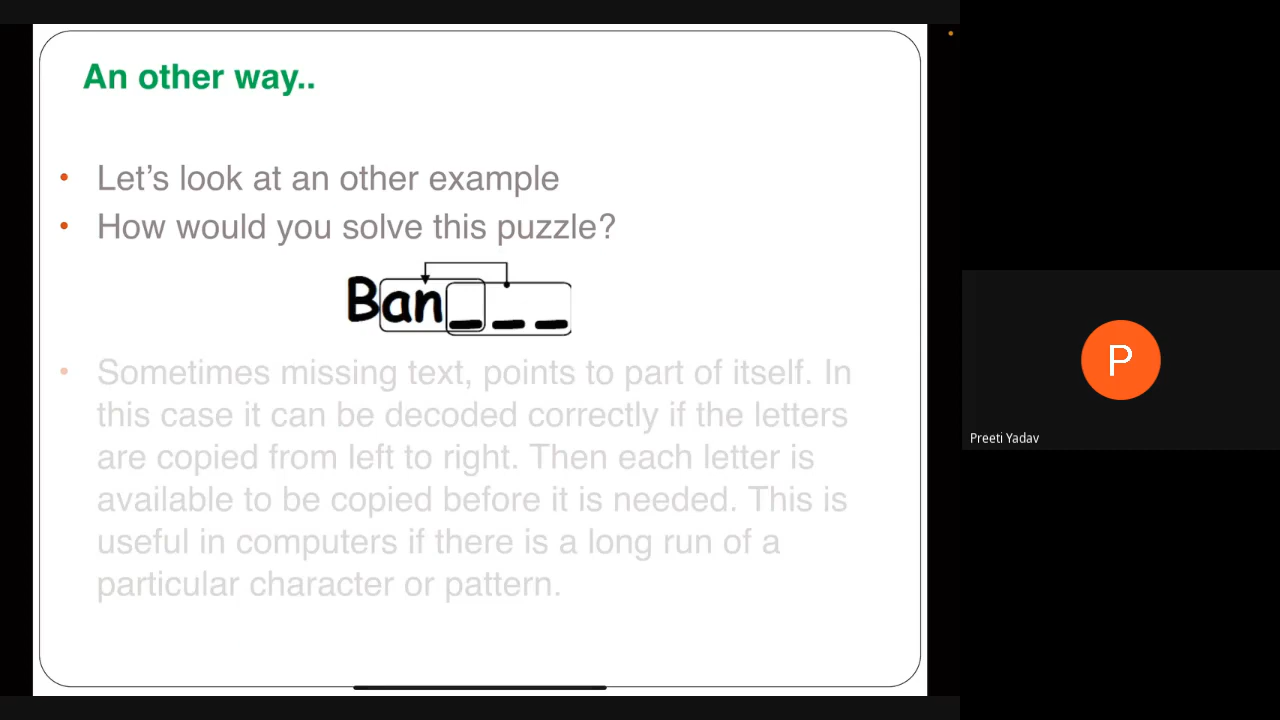 An other way..
• Let's look at an other example
• How would you solve this puzzle?
Ban _ _ _
• Sometimes missing text, points to part of itself. In
this case it can be decoded correctly if the letters
are copied from left to right. Then each letter is
available to be copied before it is needed. This is
useful in computers if there is a long run of a
particular character or pattern.
P
Preeti Yadav